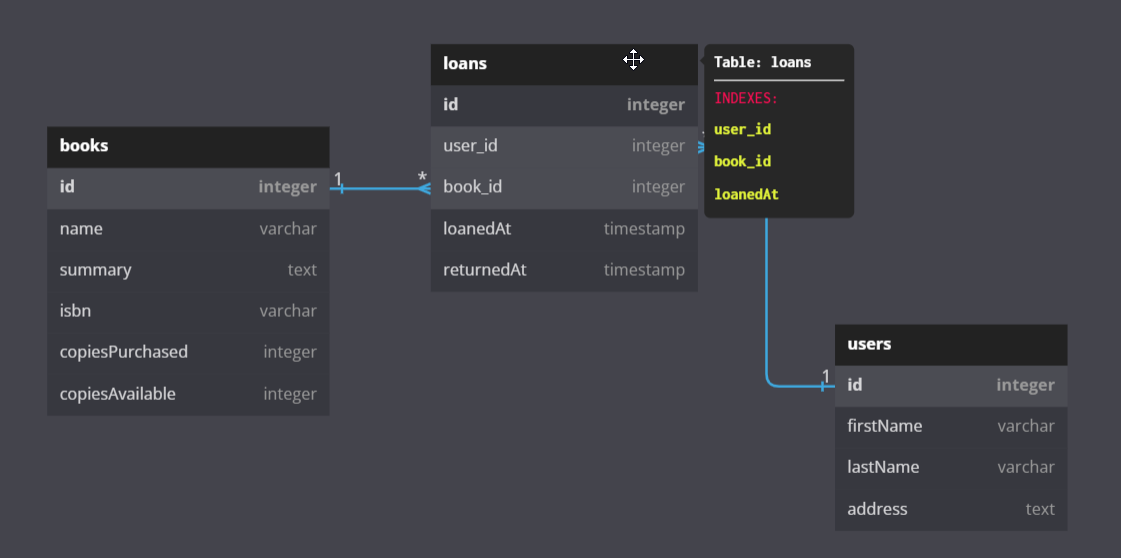 loans
id integer
user_id integer
book_id integer
loanedAt timestamp
returnedAt timestamp
Table: loans
INDEXES:
user_id
book_id
loanedAt
books
id integer
name varchar
summary text
isbn varchar
copiesPurchased integer
copiesAvailable integer
1
*
users
1
id integer
firstName varchar
lastName varchar
address text